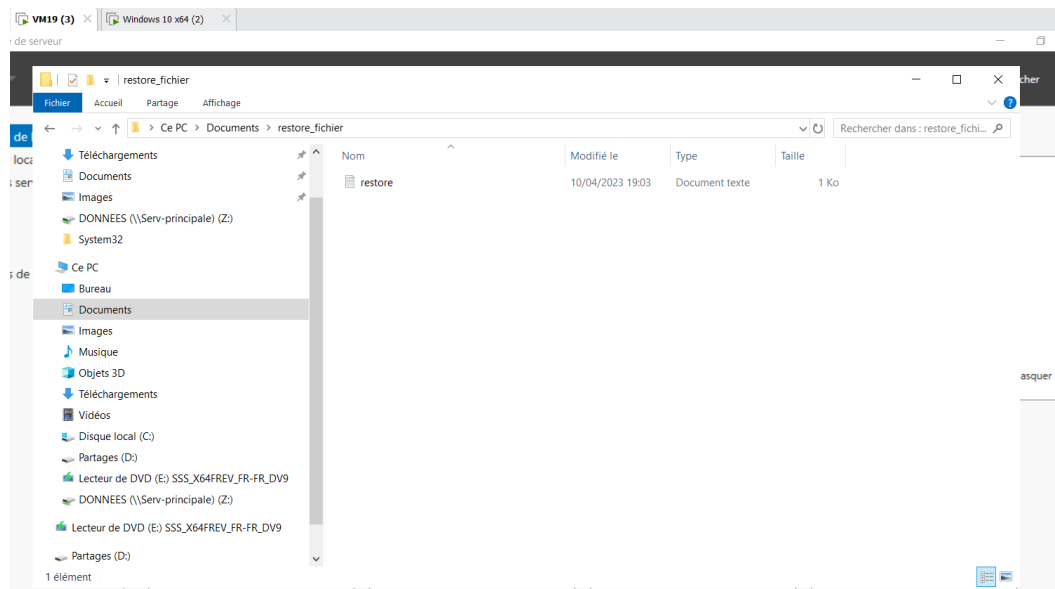 VM19 (3) Windows 10 x64 (2)
de serveur
restore_fichier
cher
Fichier Accueil Partage Affichage
Ce PC > Documents > restore_fichier Rechercher dans : restore_fichi...
de
Téléchargements Nom Modifié le Type Taille
loca
Documents restore 10/04/2023 19:03 Document texte 1 Ko
ser
Images
DONNEES (\\Serv-principale) (Z:)
System32
Ce PC
s de
Bureau
Documents
Images
Musique
Objets 3D
asquer
Téléchargements
Vidéos
Disque local (C:)
Partages (D:)
Lecteur de DVD (E:) SSS_X64FREV_FR-FR_DV9
DONNEES (\\Serv-principale) (Z:)
Lecteur de DVD (E:) SSS_X64FREV_FR-FR_DV9
Partages (D:)
1 élément